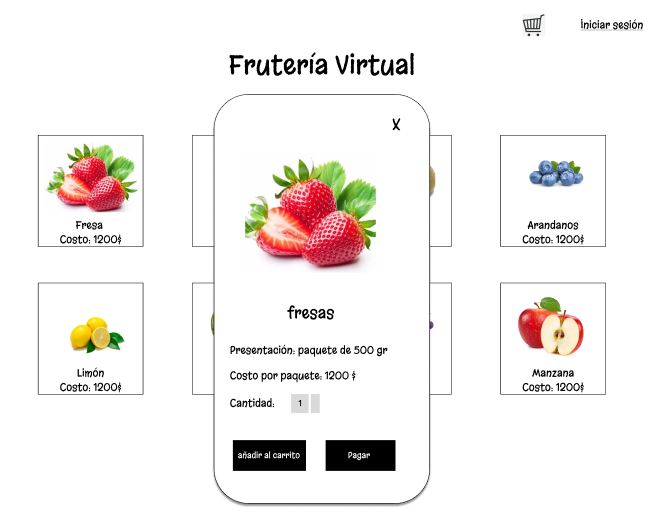 Iniciar sesión
Frutería Virtual
X
Fresa
Costo: 1200$
Arandanos
Costo: 1200$
fresas
Presentación: paquete de 500 gr
Costo por paquete: 1200 $
Cantidad: 1
añadir al carrito
Pagar
Limón
Costo: 1200$
Manzana
Costo: 1200$